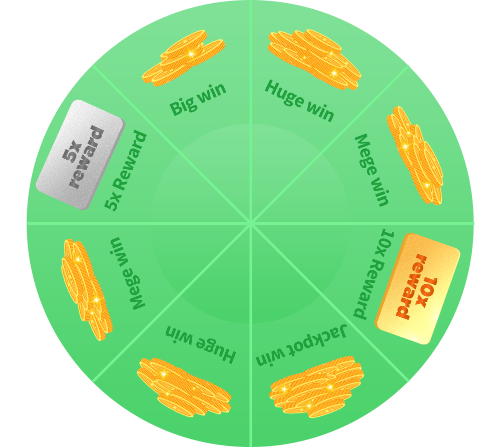 Big win
Huge win
Mege win
10x Reward
10x
reward
Jackpot win
Huge win
Mege win
5x Reward
5x
reward